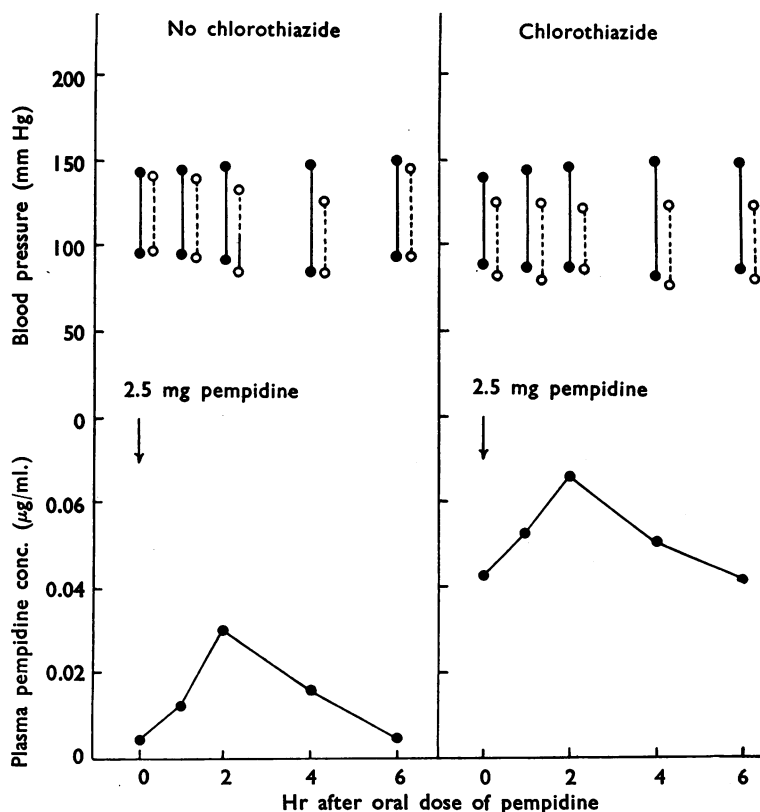 No chlorothiazide
Chlorothiazide
Blood pressure (mm Hg)
200
150
100
50
0
2.5 mg pempidine
2.5 mg pempidine
Plasma pempidine conc. (µg/ml.)
0.06
0.04
0.02
0
0 2 4 6
0 2 4 6
Hr after oral dose of pempidine